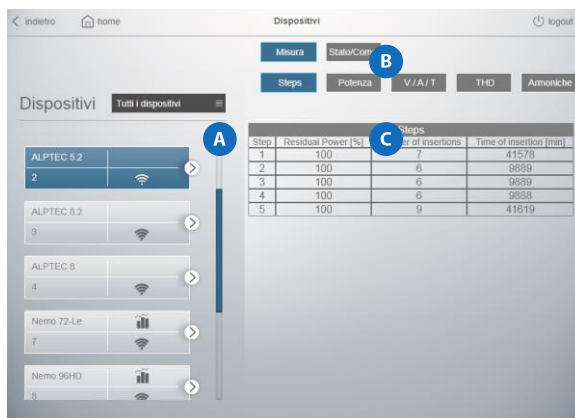 indietro home Dispositivi logout
Misura Stato/Com B
Steps Potenza V/A/T THD Armoniche
Dispositivi Tutti i dispositivi
A C Steps
Step Residual Power [%] er of insertions Time of insertion [min]
1 100 7 41578
2 100 6 9889
3 100 6 9889
4 100 6 9888
5 100 9 41619
ALPTEC 5.2
2
ALPTEC 8.2
3
ALPTEC 8
4
Nemo 72-Le
7
Nemo 96HD
8